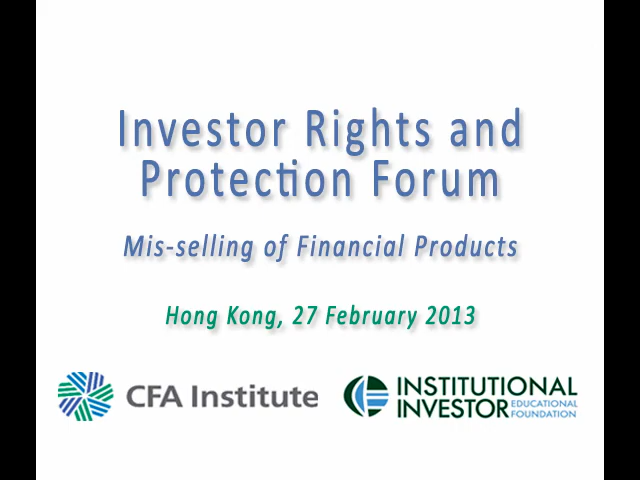 Investor Rights and
Protection Forum
Mis-selling of Financial Products
Hong Kong, 27 February 2013
CFA Institute
INSTITUTIONAL
INVESTOR EDUCATIONAL
FOUNDATION